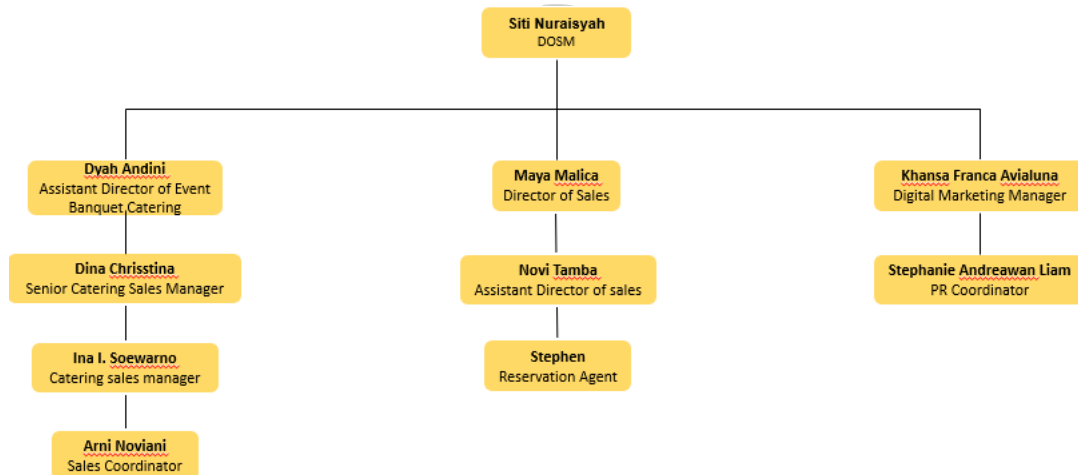 Siti Nuraisyah
DOSM
Dyah Andini
Assistant Director of Event
Banquet Catering
Maya Malica
Director of Sales
Khansa Franca Avialuna
Digital Marketing Manager
Dina Chrisstina
Senior Catering Sales Manager
Novi Tamba
Assistant Director of sales
Stephanie Andreawan Liam
PR Coordinator
Ina I. Soewarno
Catering sales manager
Stephen
Reservation Agent
Arni Noviani
Sales Coordinator